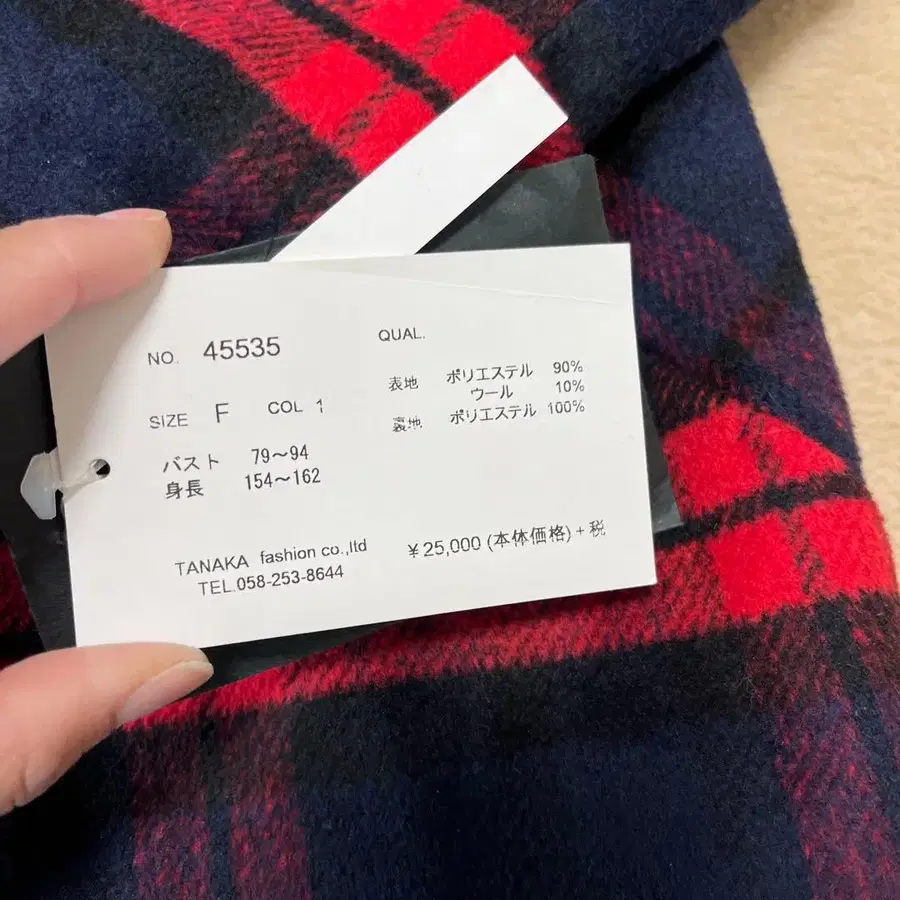 NO. 45535
SIZE F COL 1
バスト 79～94
身長 154～162
QUAL.
表地 ポリエステル 90%
ウール 10%
裏地 ポリエステル 100%
TANAKA fashion co.,ltd
TEL.058-253-8644
￥25,000 (本体価格)+税